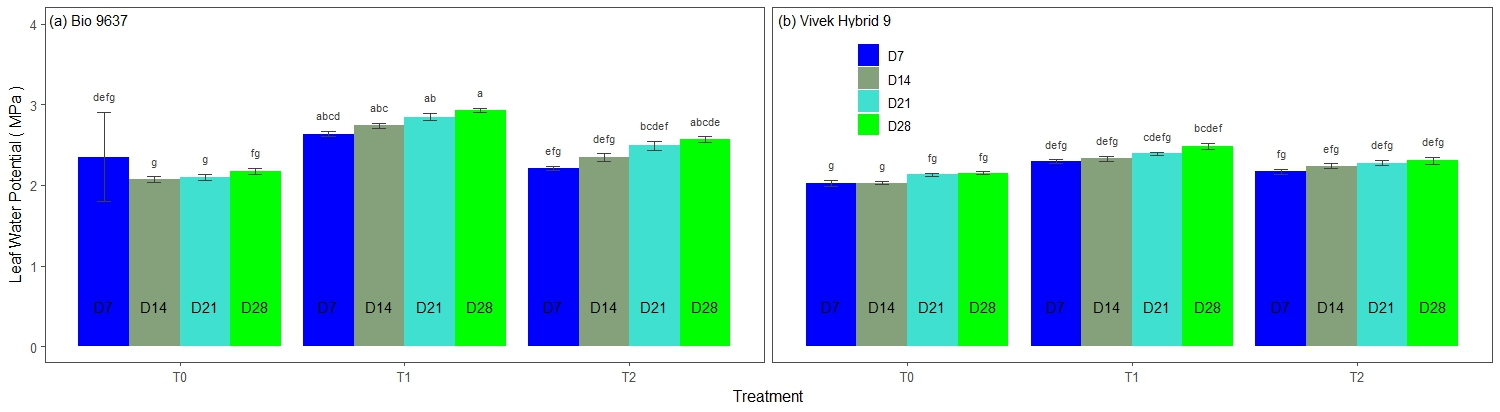 (a) Bio 9637
(b) Vivek Hybrid 9
Leaf Water Potential ( MPa )
4
3
2
1
0
defg
g
g
fg
abcd
abc
ab
a
efg
defg
bcdef
abcde
D7
D14
D21
D28
D7
D14
D21
D28
D7
D14
D21
D28
T0
T1
T2
D7
D14
D21
D28
g
g
fg
fg
defg
defg
cdefg
bcdef
fg
efg
defg
defg
D7
D14
D21
D28
D7
D14
D21
D28
D7
D14
D21
D28
T0
T1
T2
Treatment